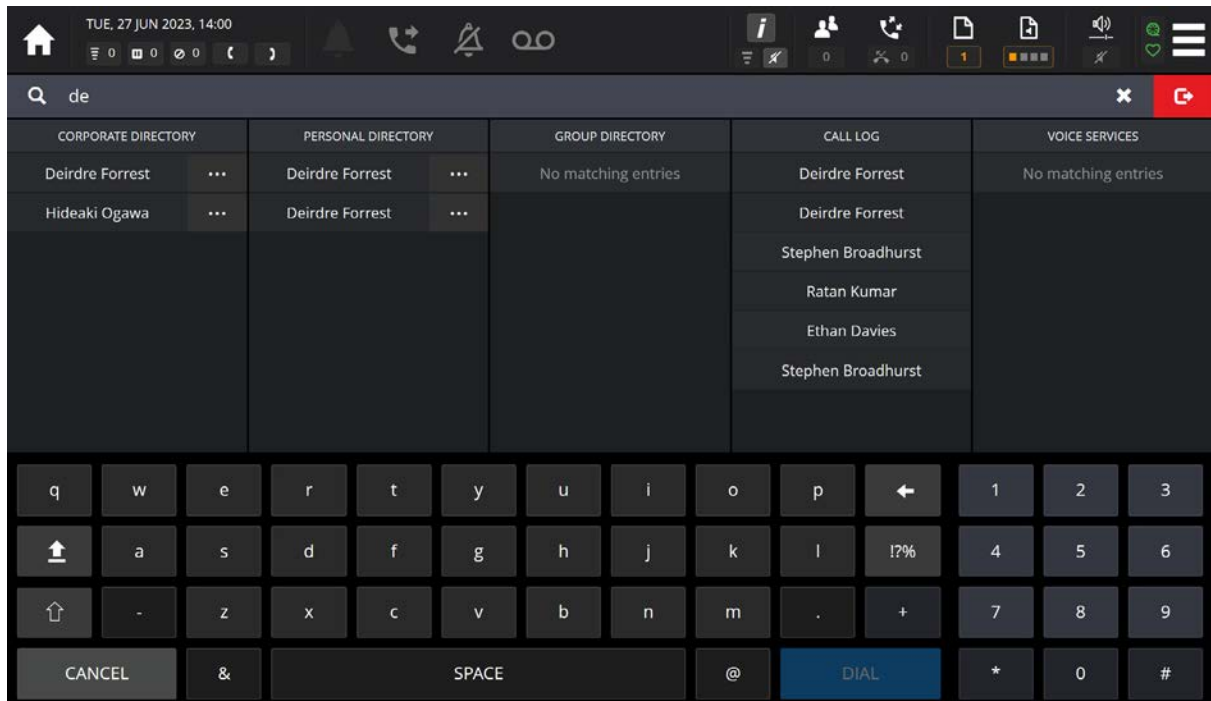 TUE, 27 JUN 2023, 14:00
0 0 0
i 0 0 1
de
CORPORATE DIRECTORY PERSONAL DIRECTORY GROUP DIRECTORY CALL LOG VOICE SERVICES
Deirdre Forrest ... Deirdre Forrest ... No matching entries Deirdre Forrest No matching entries
Hideaki Ogawa ... Deirdre Forrest ... Deirdre Forrest
Stephen Broadhurst
Ratan Kumar
Ethan Davies
Stephen Broadhurst
q w e r t y u i o p 1 2 3
a s d f g h j k l !?% 4 5 6
- z x c v b n m . + 7 8 9
CANCEL & SPACE @ DIAL * 0 #